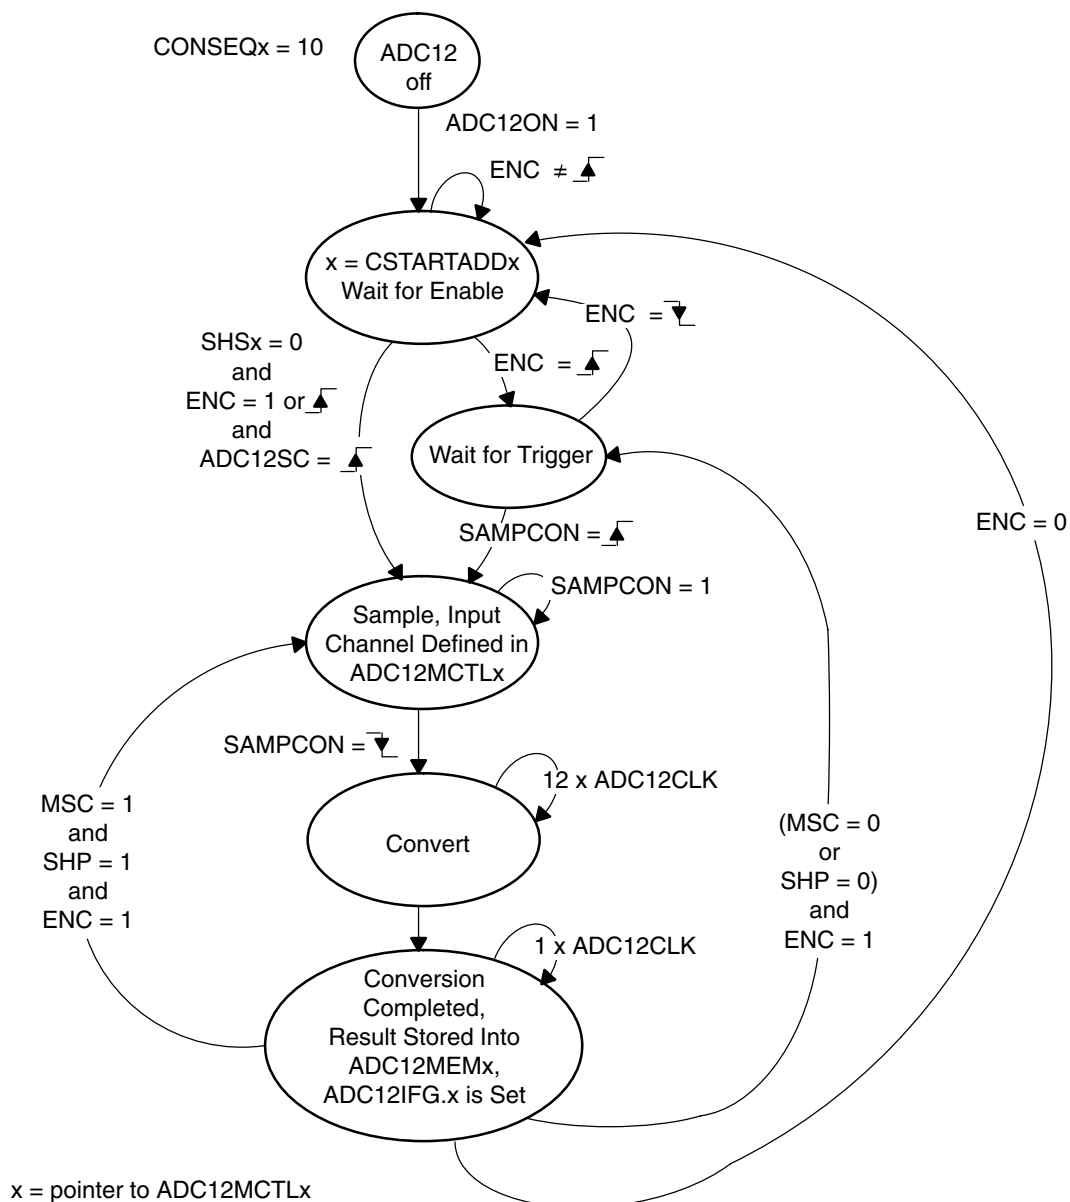 CONSEQx = 10
ADC12
off
ADC12ON = 1
ENC ≠
x = CSTARTADDx
Wait for Enable
ENC =
SHSx = 0
and
ENC = 1 or
and
ADC12SC =
ENC =
Wait for Trigger
SAMPCON =
ENC = 0
SAMPCON = 1
Sample, Input
Channel Defined in
ADC12MCTLx
SAMPCON =
12 x ADC12CLK
Convert
MSC = 1
and
SHP = 1
and
ENC = 1
(MSC = 0
or
SHP = 0)
and
ENC = 1
1 x ADC12CLK
Conversion
Completed,
Result Stored Into
ADC12MEMx,
ADC12IFG.x is Set
x = pointer to ADC12MCTLx